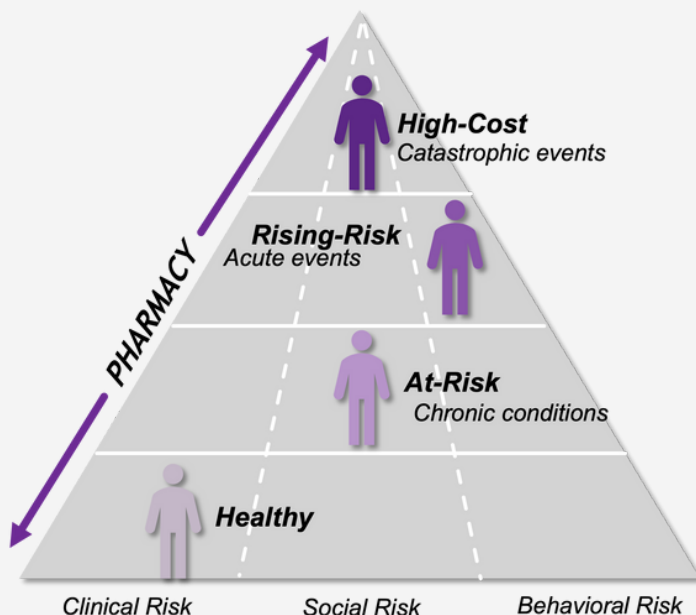 High-Cost
Catastrophic events
Rising-Risk
Acute events
PHARMACY
At-Risk
Chronic conditions
Healthy
Clinical Risk
Social Risk
Behavioral Risk